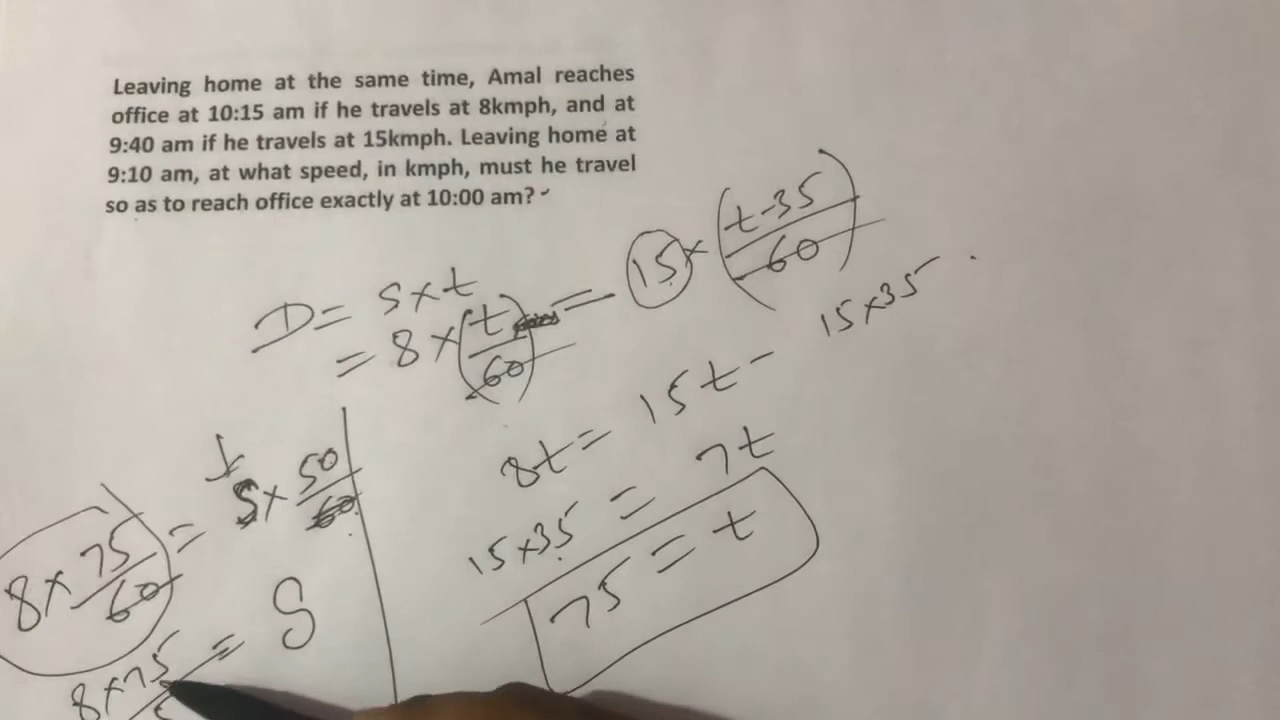 Leaving home at the same time, Amal reaches
office at 10:15 am if he travels at 8kmph, and at
9:40 am if he travels at 15kmph. Leaving home at
9:10 am, at what speed, in kmph, must he travel
so as to reach office exactly at 10:00 am?
D = s × t
= 8 × (t/60) = 15 × (t-35/60)
8t = 15t - 15×35
15×35 = 7t
75 = t
8 × 75/60 = S × 50/60
8×75 = S